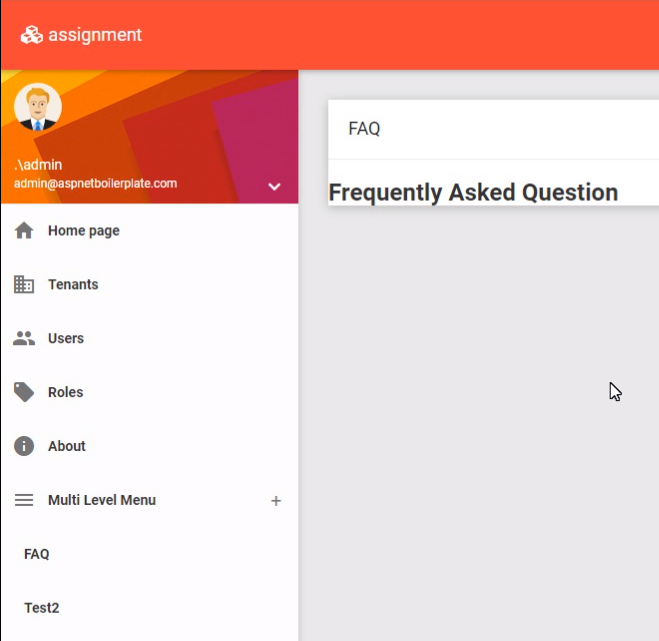 assignment
.\admin
admin@aspnetboilerplate.com
Home page
Tenants
Users
Roles
About
Multi Level Menu +
FAQ
Test2
FAQ
Frequently Asked Question